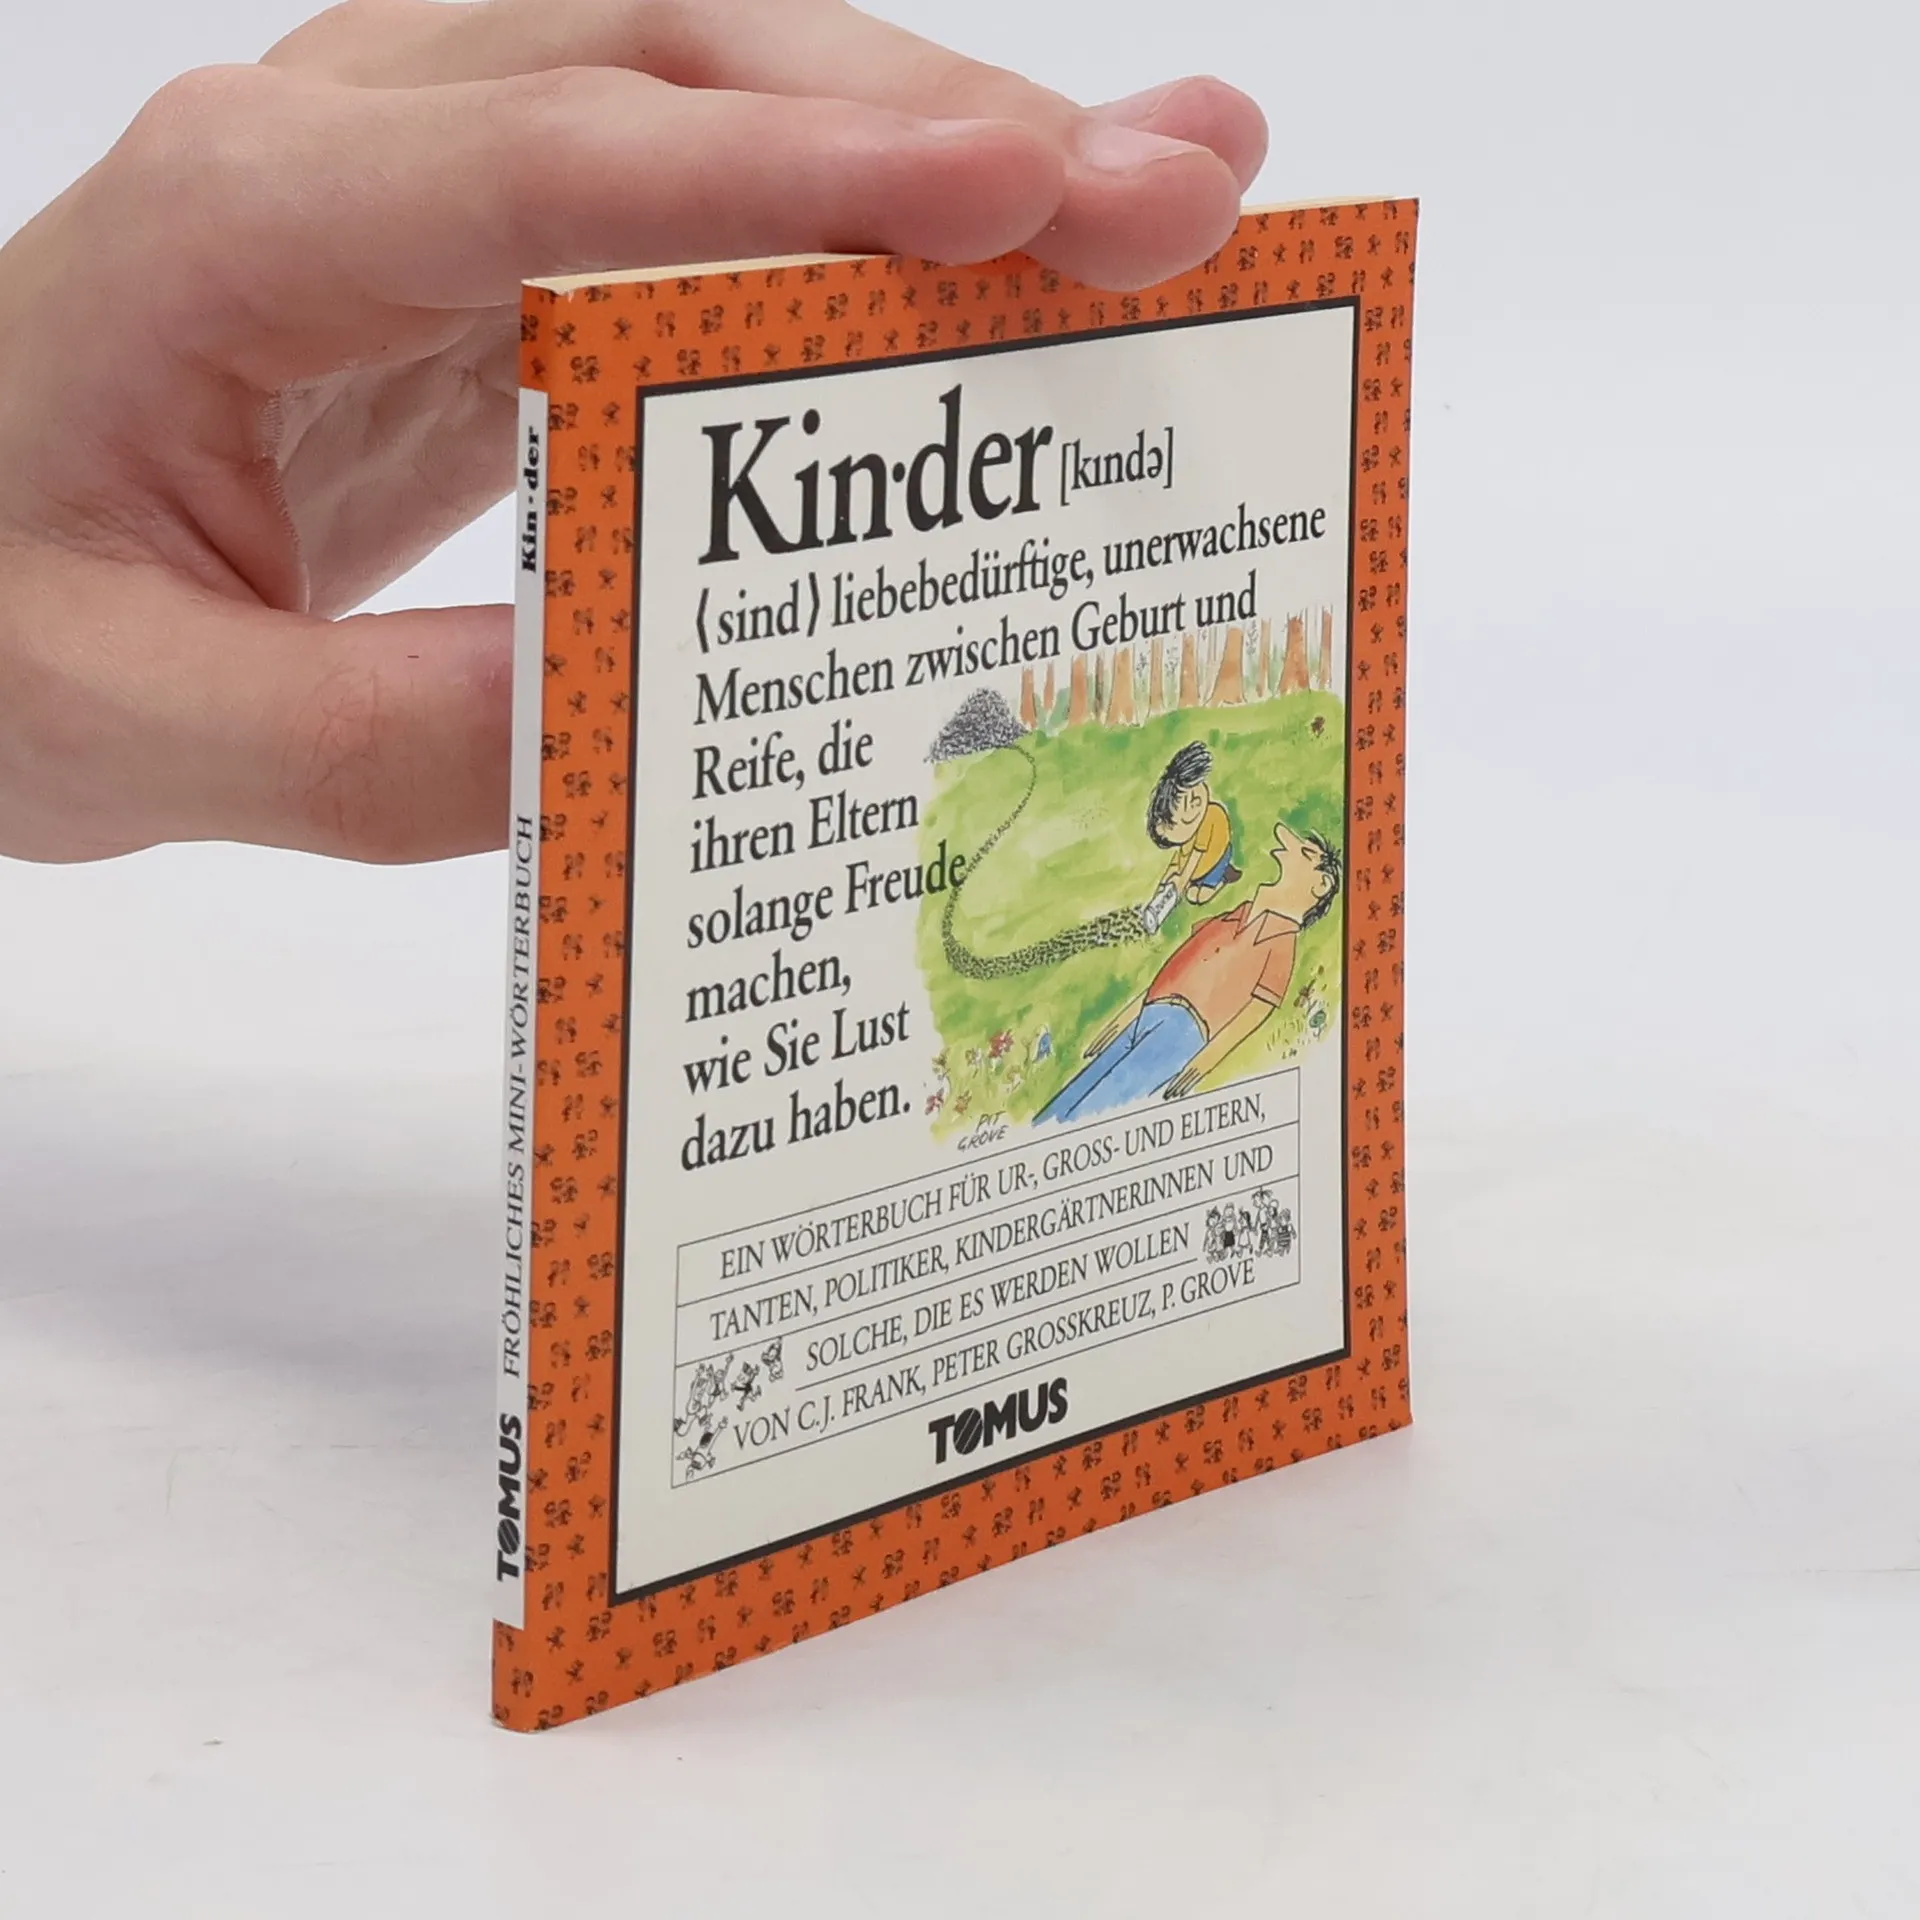 Kin·der
FRÖHLICHES MINI-WÖRTERBUCH
TOMUS
Kin·der [kındə]
⟨sind⟩ liebebedürftige, unerwachsene
Menschen zwischen Geburt und
Reife, die
ihren Eltern
solange Freude
machen,
wie Sie Lust
dazu haben.
PIT
GROVE
EIN WÖRTERBUCH FÜR UR-, GROSS- UND ELTERN,
TANTEN, POLITIKER, KINDERGÄRTNERINNEN UND
SOLCHE, DIE ES WERDEN WOLLEN
VON C.J. FRANK, PETER GROSSKREUZ, P. GROVE
TOMUS